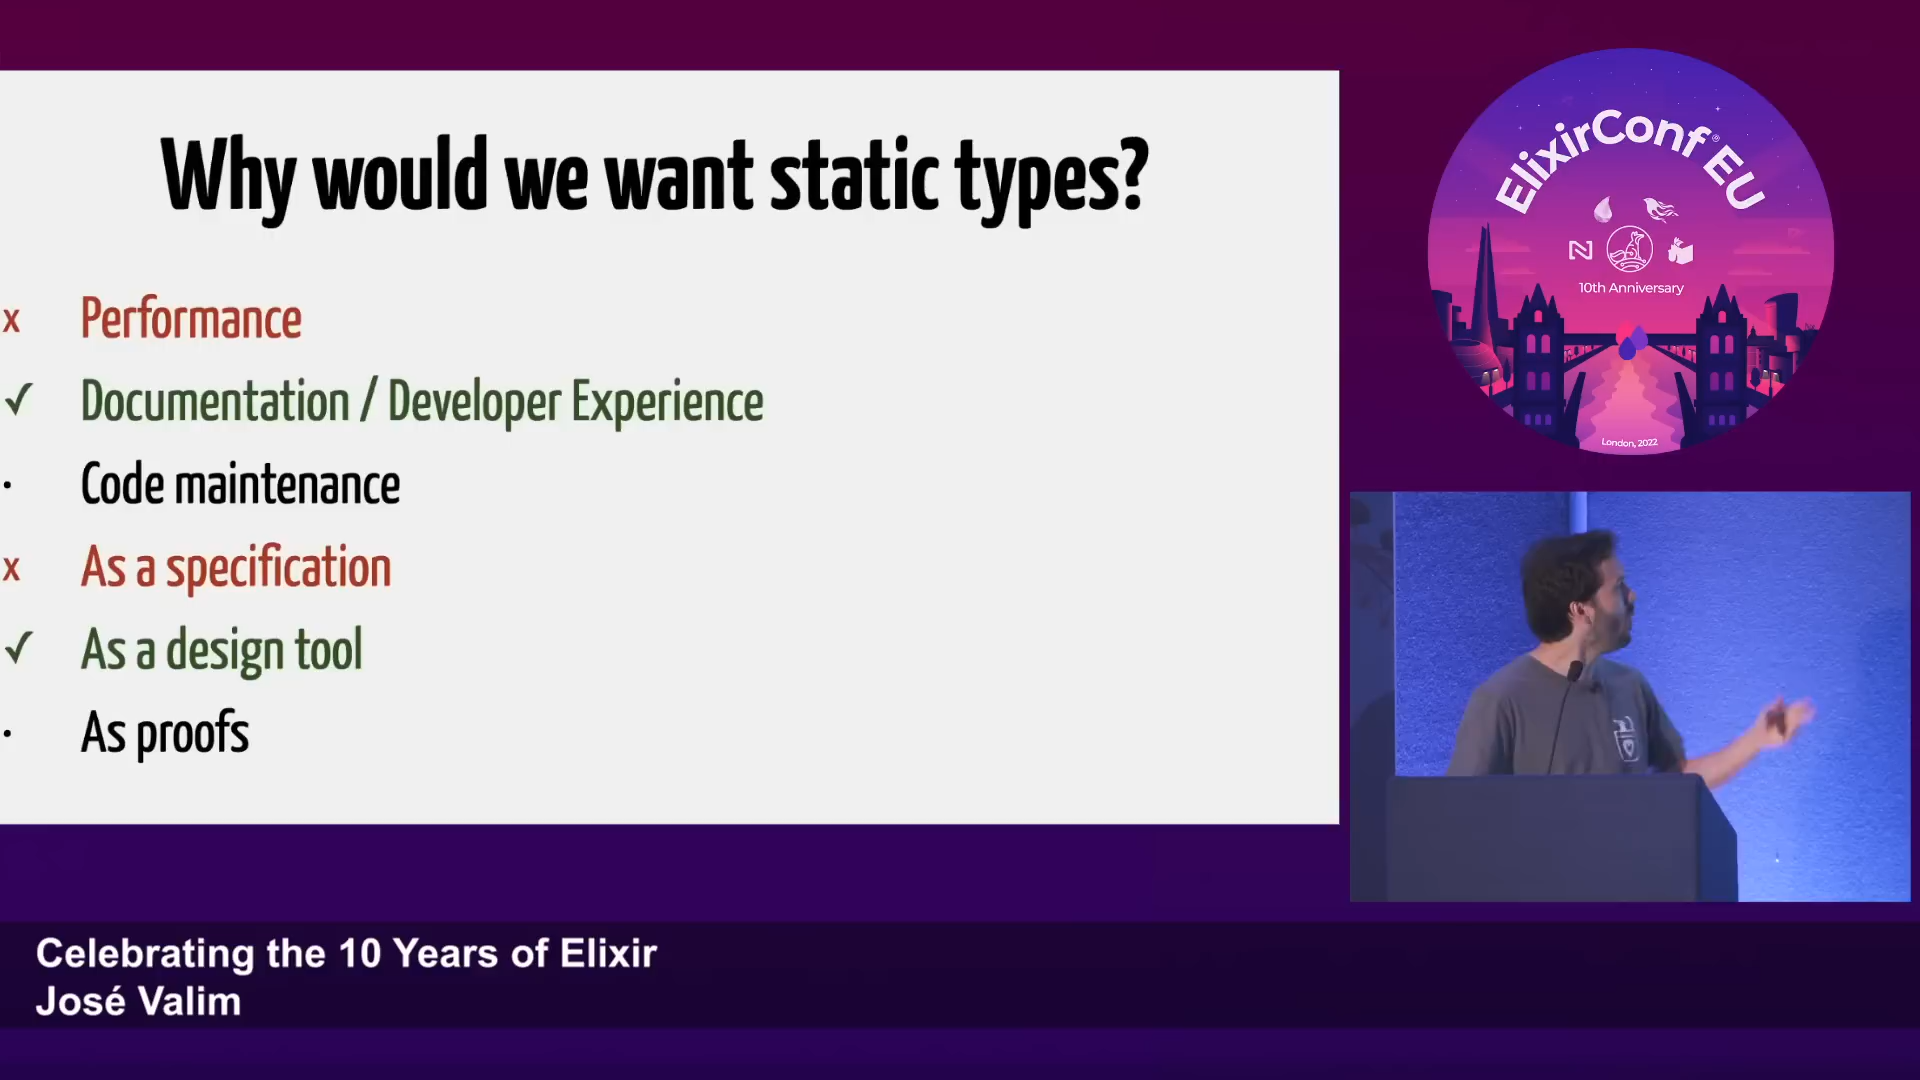 Why would we want static types?
x Performance
✓ Documentation / Developer Experience
· Code maintenance
x As a specification
✓ As a design tool
· As proofs
ElixirConf® EU
10th Anniversary
London, 2022
Celebrating the 10 Years of Elixir
José Valim